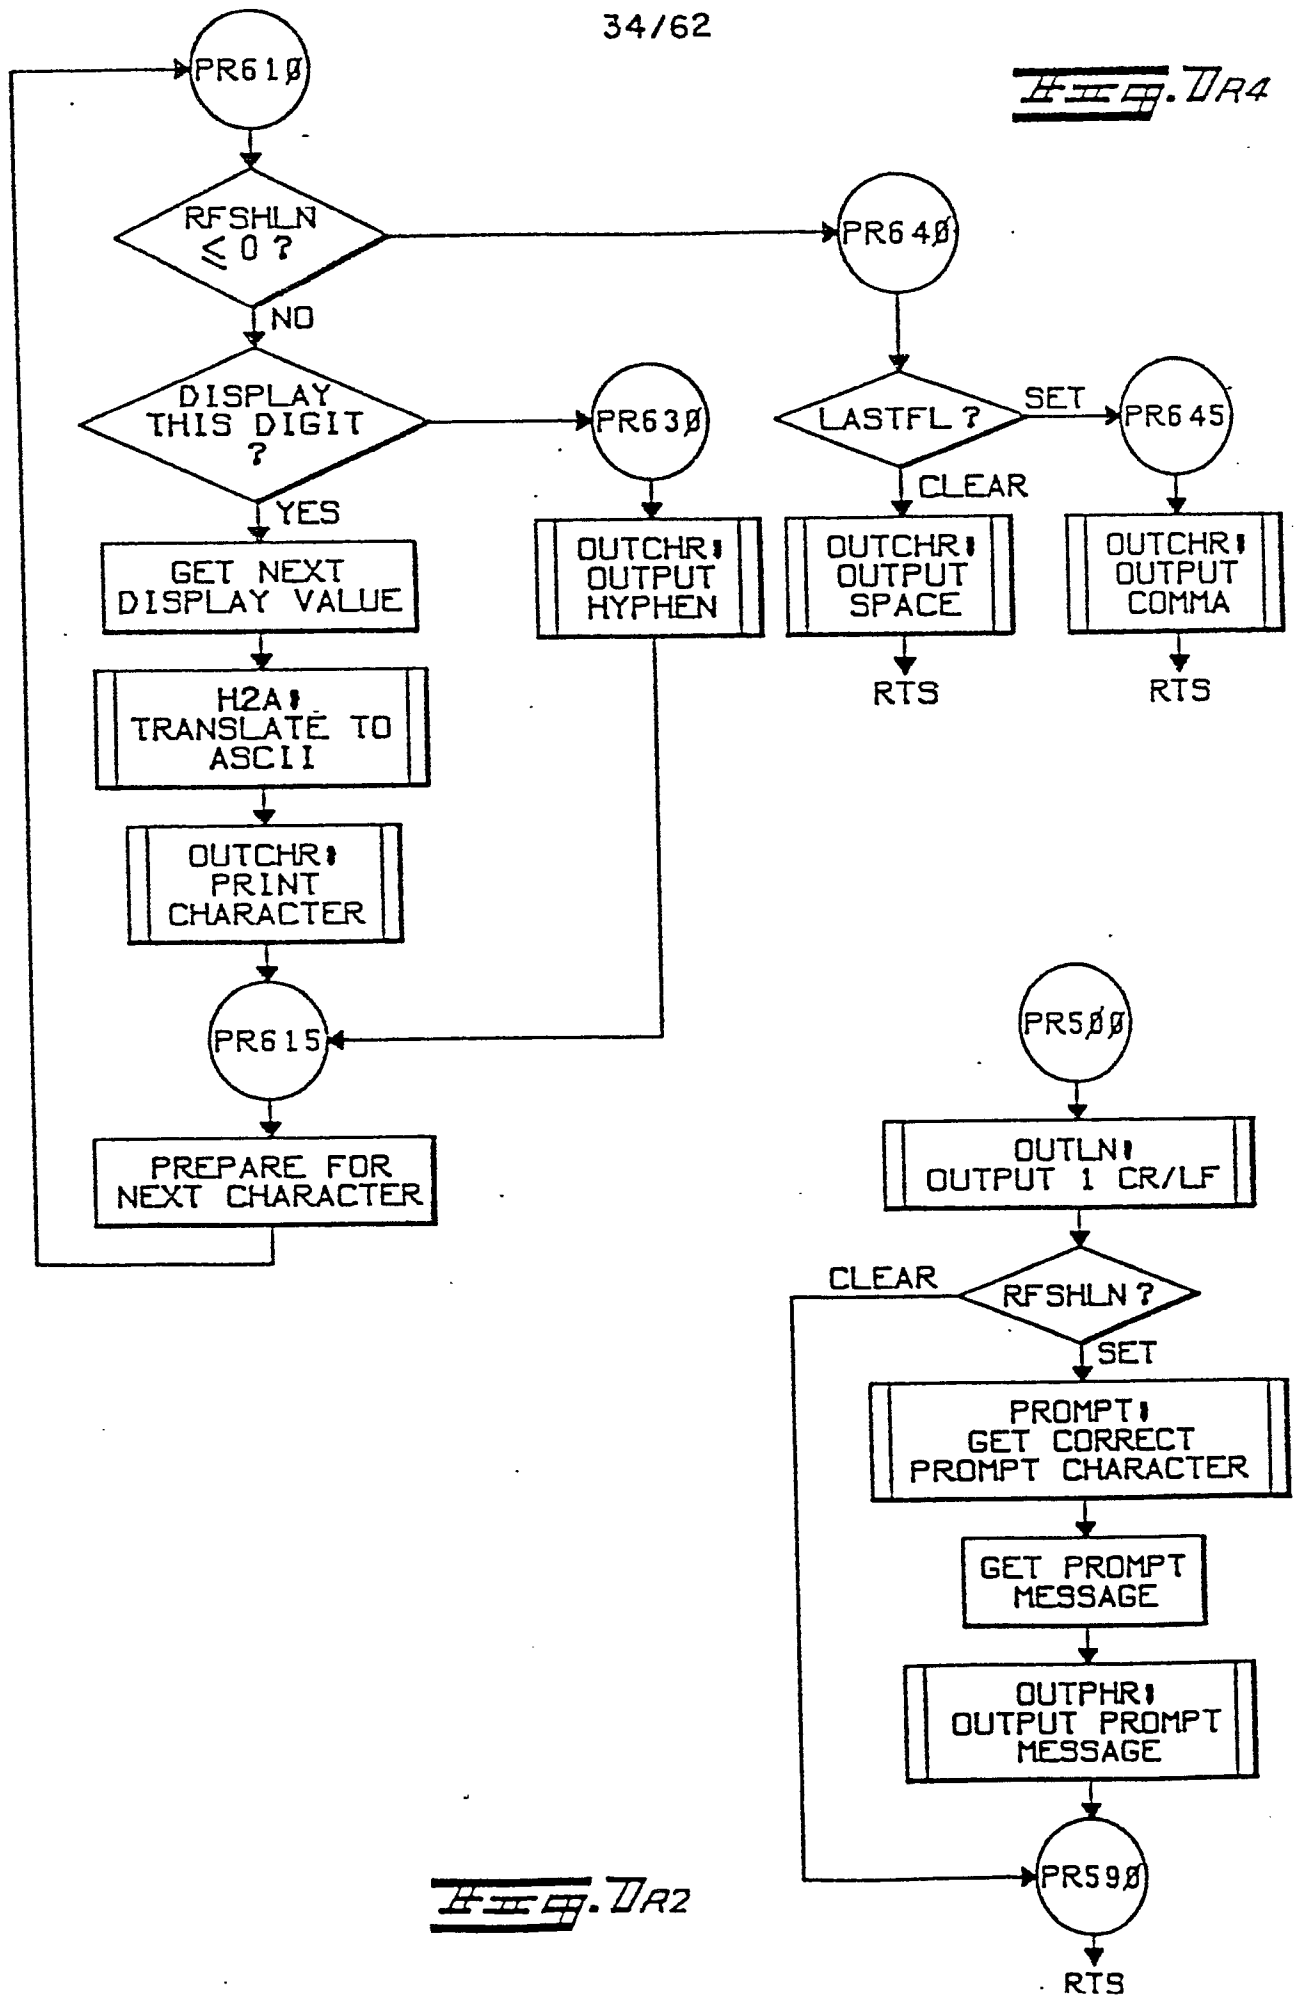 34/62
Fig. DR4
PR610
RFSHLN
≤ 0 ?
NO
DISPLAY
THIS DIGIT
?
YES
GET NEXT
DISPLAY VALUE
H2A:
TRANSLATE TO
ASCII
OUTCHR:
PRINT
CHARACTER
PR615
PREPARE FOR
NEXT CHARACTER
PR630
OUTCHR:
OUTPUT
HYPHEN
PR640
LASTFL ?
SET
CLEAR
OUTCHR:
OUTPUT
SPACE
RTS
PR645
OUTCHR:
OUTPUT
COMMA
RTS
PR500
OUTLN:
OUTPUT 1 CR/LF
RFSHLN ?
CLEAR
SET
PROMPT:
GET CORRECT
PROMPT CHARACTER
GET PROMPT
MESSAGE
OUTPHR:
OUTPUT PROMPT
MESSAGE
PR590
RTS
Fig. DR2